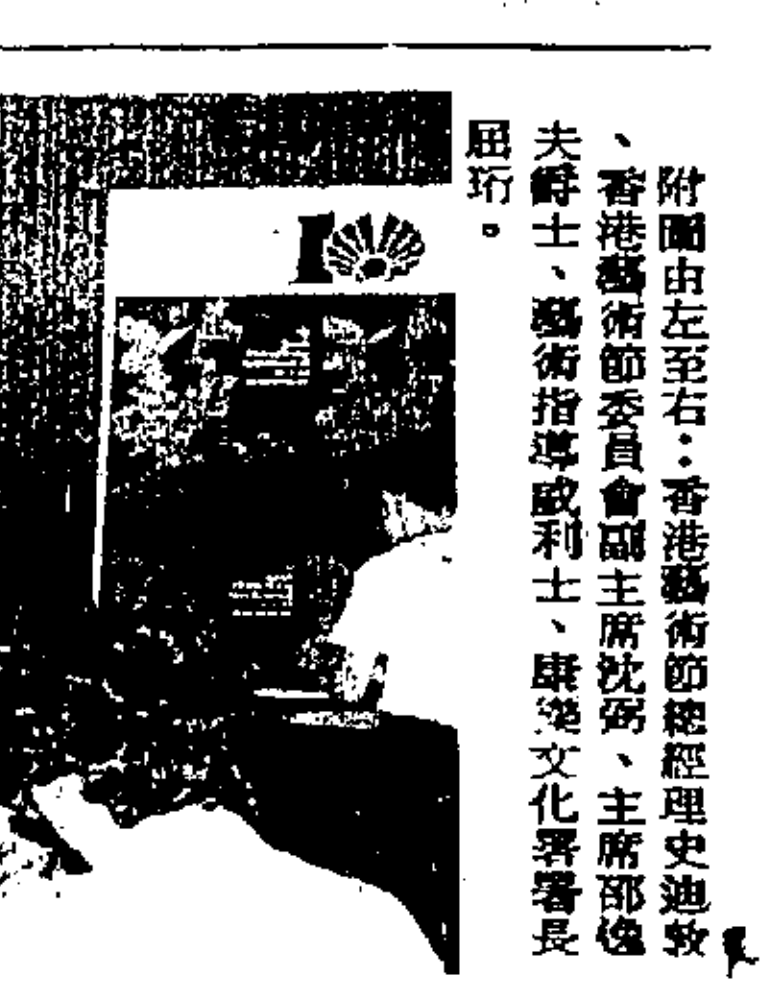 附圖由左至右：香港藝術節總經理史迪敦
、香港藝術節委員會副主席沈弼、主席邵逸
夫爵士、藝術指導威利士、康樂文化署署長
屈珩。
10